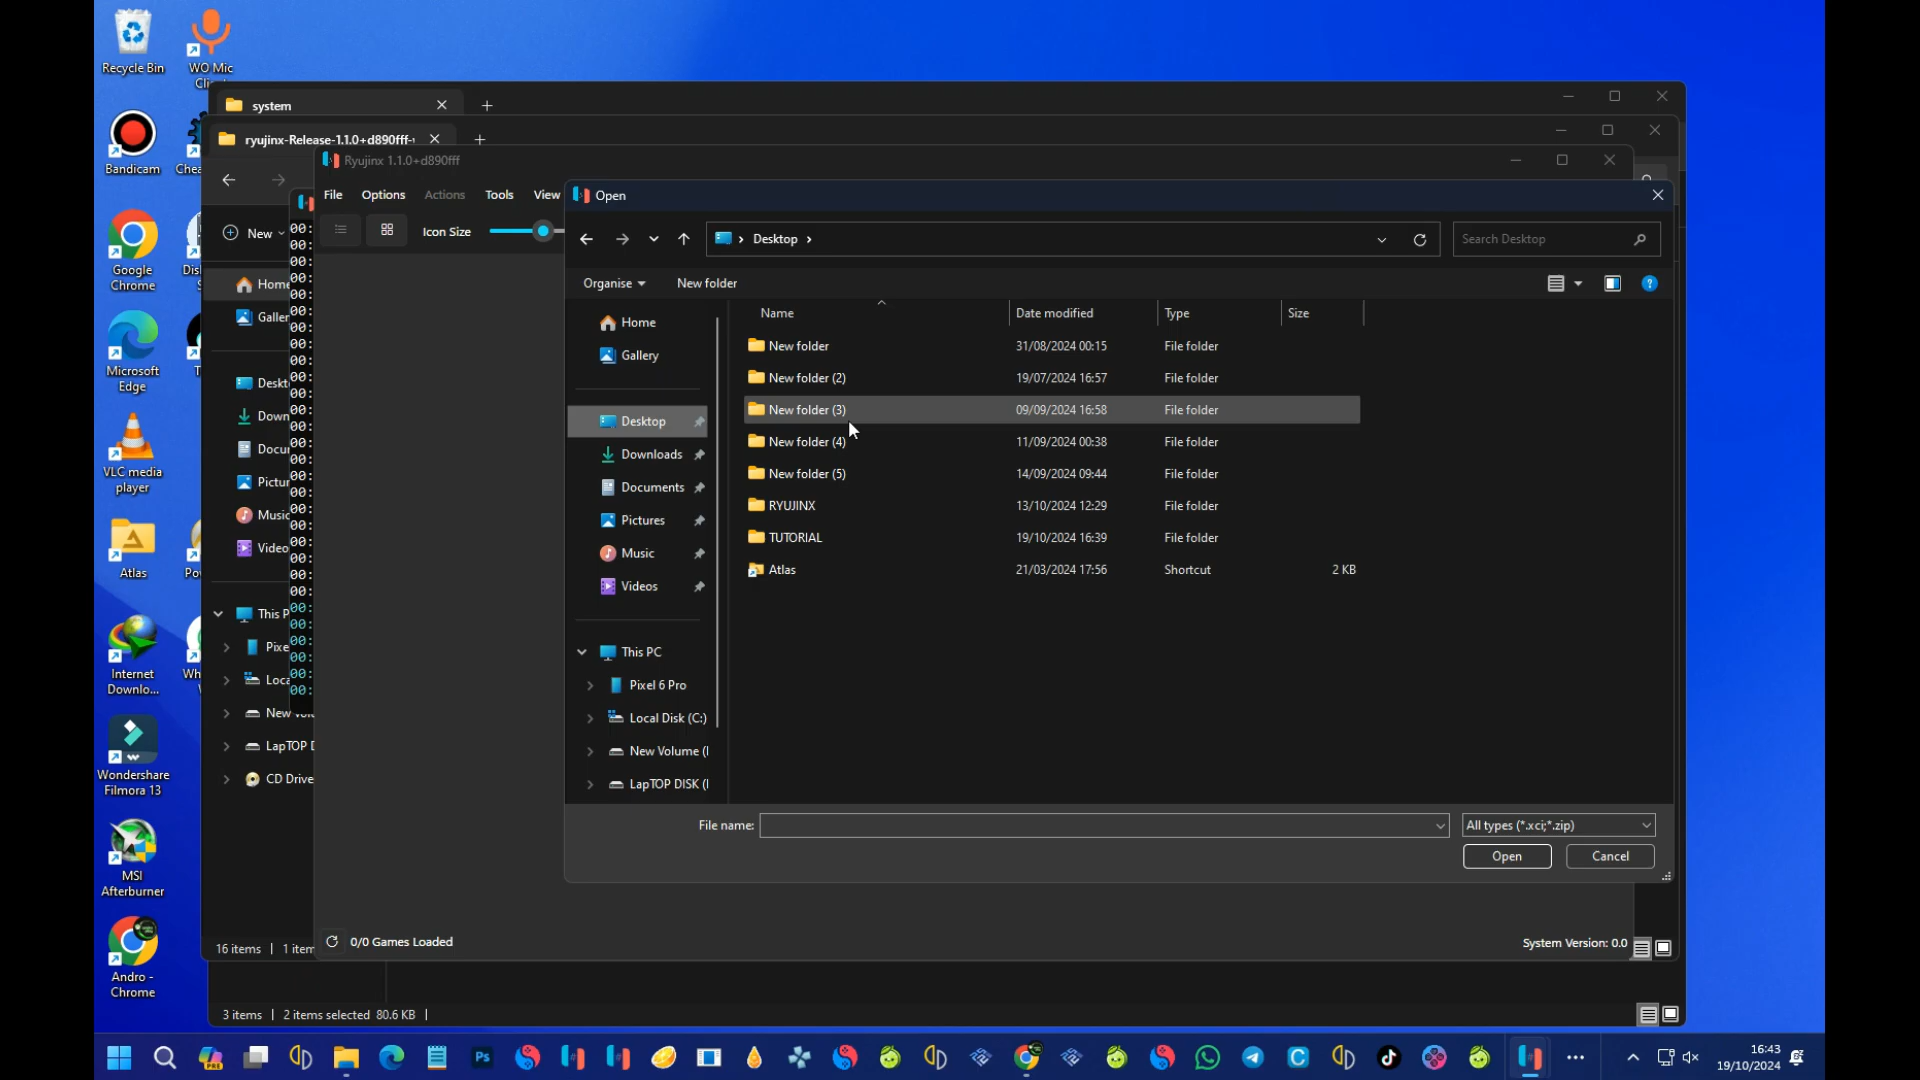 Recycle Bin
WO Mic
system
ryujinx-Release-1.1.0+d890fff-
Ryujinx 1.1.0+d890fff
Bandicam
File
Options
Actions
Tools
View
Open
New
Icon Size
Desktop
Search Desktop
Google
Chrome
Organise
New folder
Home
Name
Date modified
Type
Size
Home
Gallery
New folder
31/08/2024 00:15
File folder
New folder (2)
19/07/2024 16:57
File folder
New folder (3)
09/09/2024 16:58
File folder
New folder (4)
11/09/2024 00:38
File folder
New folder (5)
14/09/2024 09:44
File folder
RYUJINX
13/10/2024 12:29
File folder
TUTORIAL
19/10/2024 16:39
File folder
Atlas
21/03/2024 17:56
Shortcut
2 KB
Desktop
Downloads
Documents
Pictures
Music
Videos
This PC
Pixel 6 Pro
Local Disk (C:)
New Volume (
LapTOP DISK (
Microsoft
Edge
VLC media
player
Atlas
Internet
Downlo...
Wondershare
Filmora 13
MSI
Afterburner
Andro -
Chrome
This P
LapTOP D
CD Drive
File name:
All types (*.xci;*.zip)
Open
Cancel
16 items
0/0 Games Loaded
System Version: 0.0
3 items
2 items selected 80.6 KB
PRE
Ps
16:43
19/10/2024